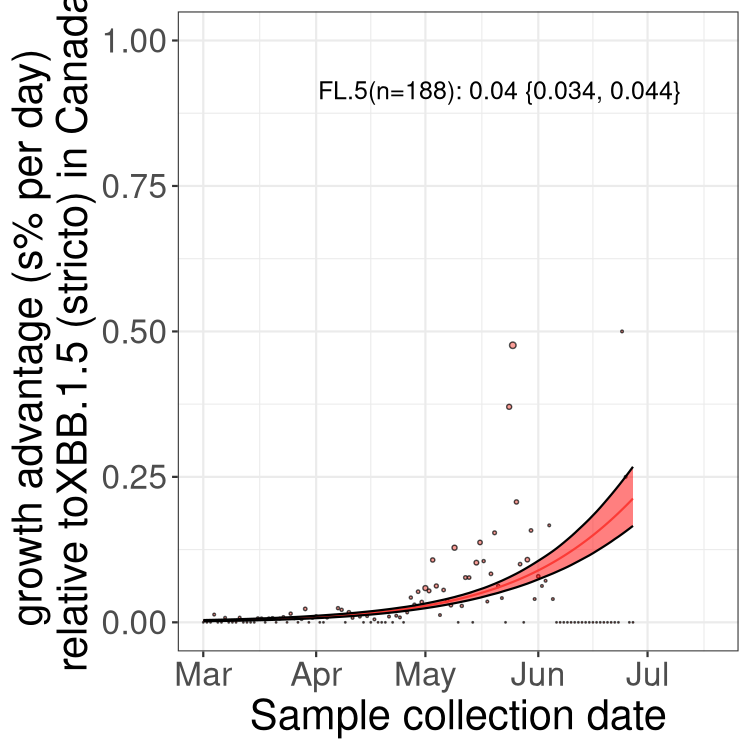 growth advantage (s% per day)
relative toXBB.1.5 (stricto) in Canada
1.00
0.75
0.50
0.25
0.00
FL.5(n=188): 0.04 {0.034, 0.044}
Mar Apr May Jun Jul
Sample collection date